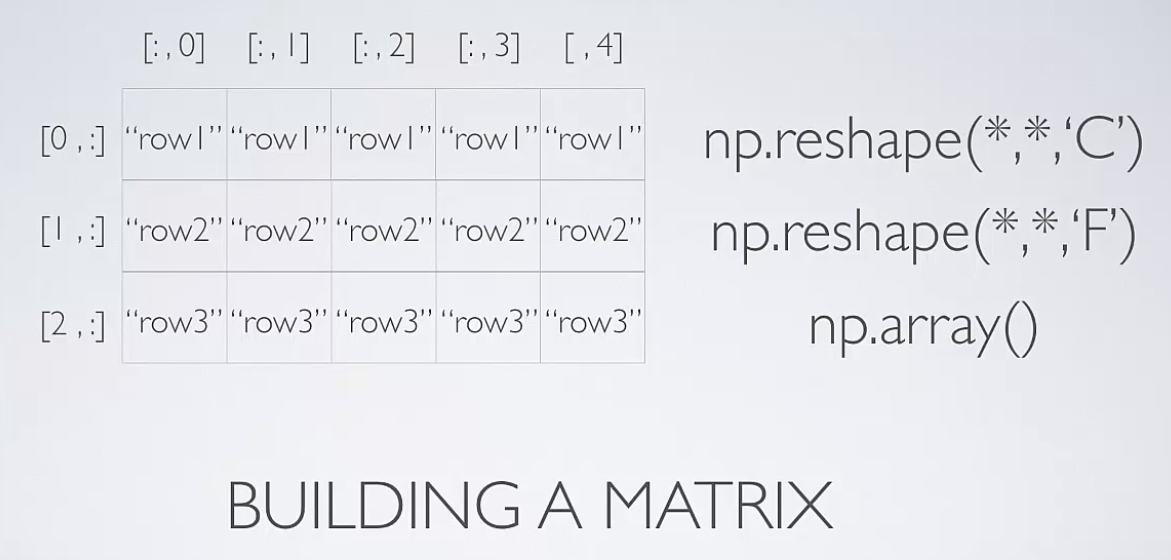 [:,0] [:,1] [:,2] [:,3] [ ,4]
[0,:] “row1” “row1” “row1” “row1” “row1”
np.reshape(*,*,‘C’)
[1,:] “row2” “row2” “row2” “row2” “row2”
np.reshape(*,*,‘F’)
[2,:] “row3” “row3” “row3” “row3” “row3”
np.array()
BUILDING A MATRIX